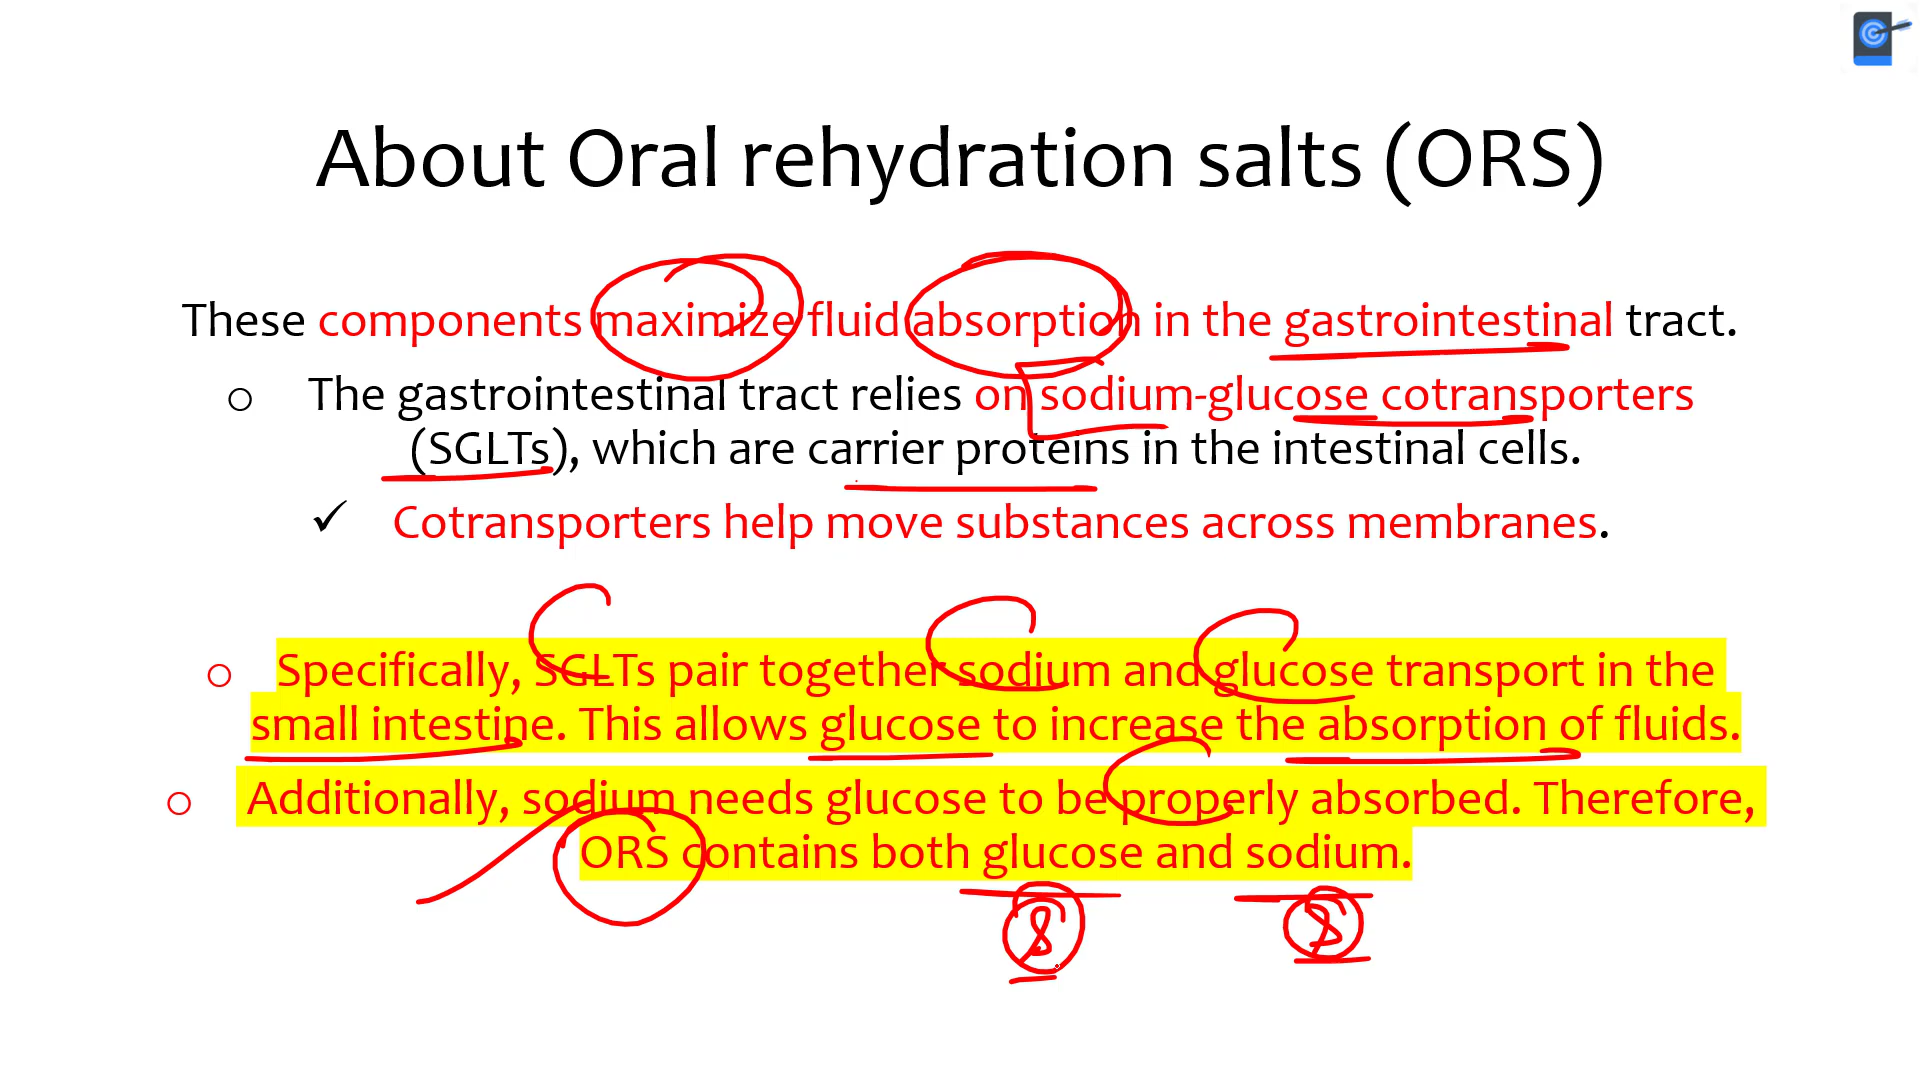 About Oral rehydration salts (ORS)
These components maximize fluid absorption in the gastrointestinal tract.
o The gastrointestinal tract relies on sodium-glucose cotransporters
(SGLTs), which are carrier proteins in the intestinal cells.
✓ Cotransporters help move substances across membranes.
o Specifically, SGLTs pair together sodium and glucose transport in the
small intestine. This allows glucose to increase the absorption of fluids.
o Additionally, sodium needs glucose to be properly absorbed. Therefore,
ORS contains both glucose and sodium.